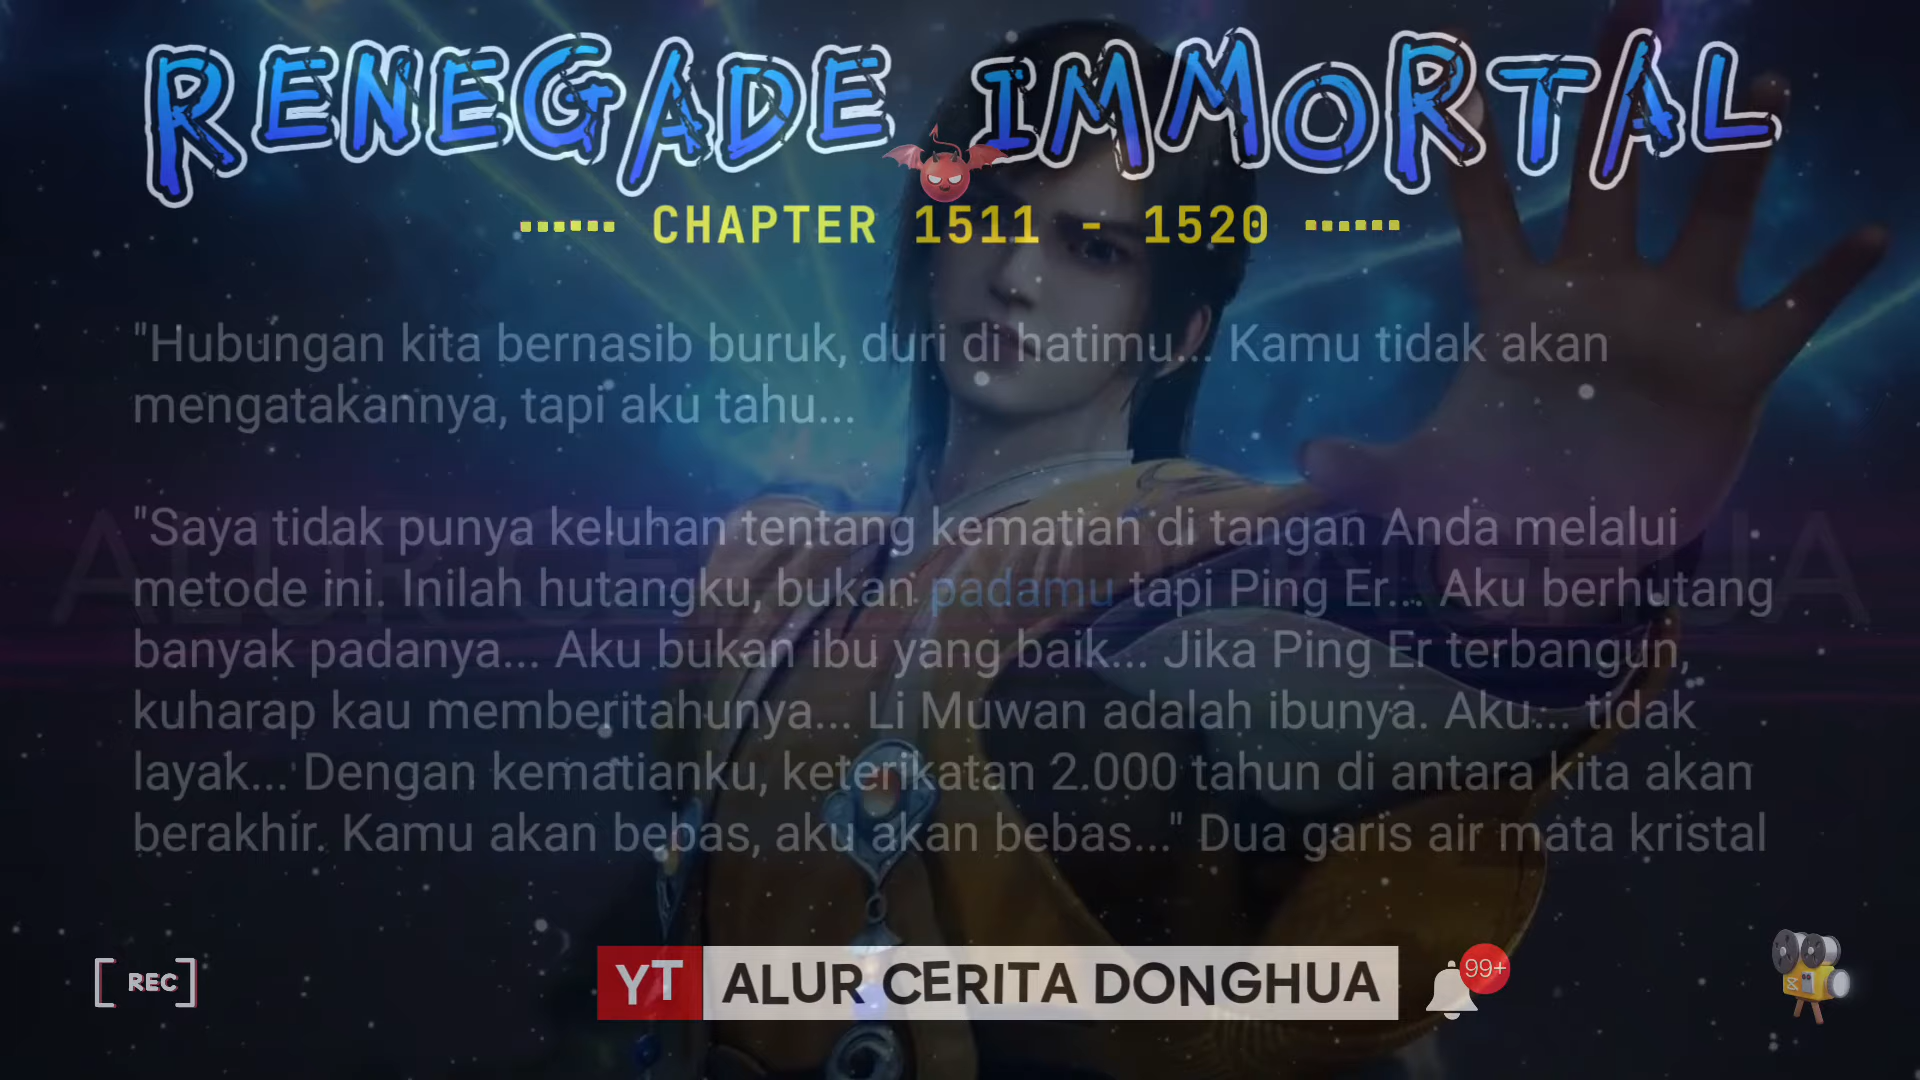 RENEGADE IMMORTAL
CHAPTER 1511 - 1520
"Hubungan kita bernasib buruk, duri di hatimu... Kamu tidak akan
mengatakannya, tapi aku tahu...
"Saya tidak punya keluhan tentang kematian di tangan Anda melalui
metode ini. Inilah hutangku, bukan padamu tapi Ping Er... Aku berhutang
banyak padanya... Aku bukan ibu yang baik... Jika Ping Er terbangun,
kuharap kau memberitahunya... Li Muwan adalah ibunya. Aku... tidak
layak... Dengan kematianku, keterikatan 2.000 tahun di antara kita akan
berakhir. Kamu akan bebas, aku akan bebas..." Dua garis air mata kristal
ALUR CERITA DONGHUA
[ REC ]
YT ALUR CERITA DONGHUA
99+